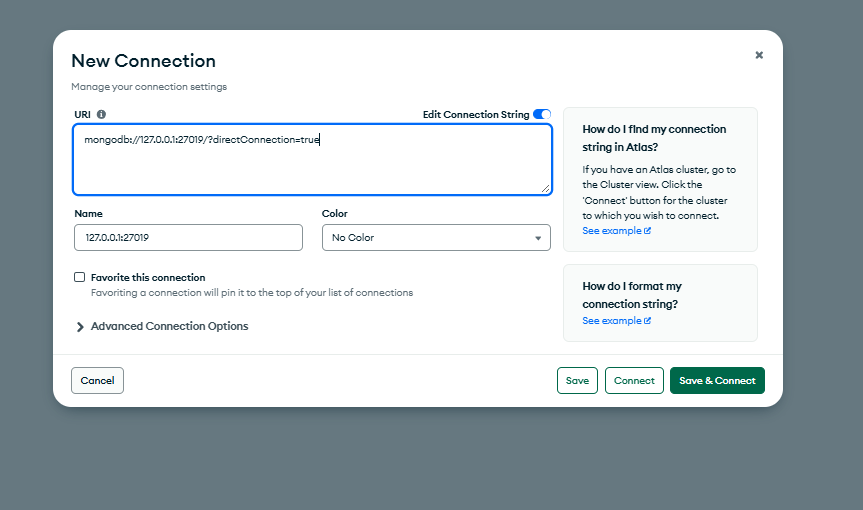 New Connection
Manage your connection settings
URI
Edit Connection String
mongodb://127.0.0.1:27019/?directConnection=true
Name
Color
127.0.0.1:27019
No Color
Favorite this connection
Favoriting a connection will pin it to the top of your list of connections
Advanced Connection Options
How do I find my connection
string in Atlas?
If you have an Atlas cluster, go to
the Cluster view. Click the
'Connect' button for the cluster
to which you wish to connect.
See example
How do I format my
connection string?
See example
Cancel
Save
Connect
Save & Connect